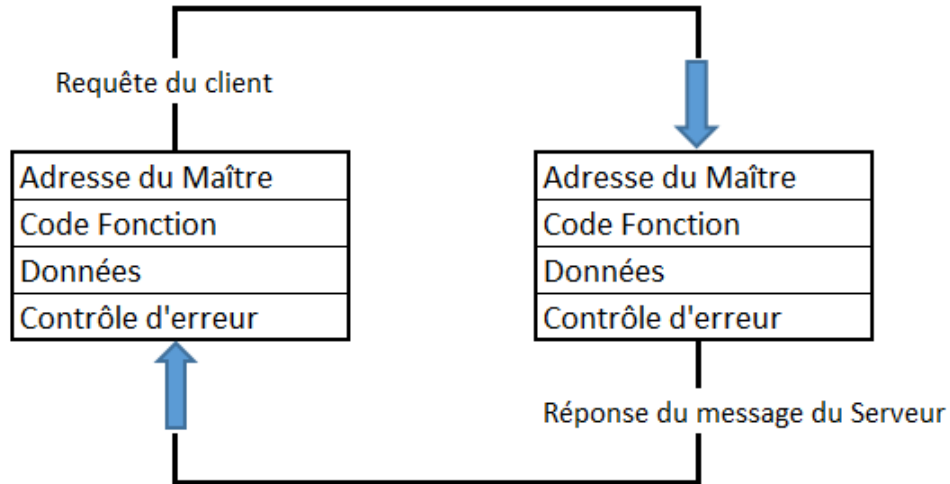 Requête du client
Adresse du Maître
Code Fonction
Données
Contrôle d'erreur
Adresse du Maître
Code Fonction
Données
Contrôle d'erreur
Réponse du message du Serveur